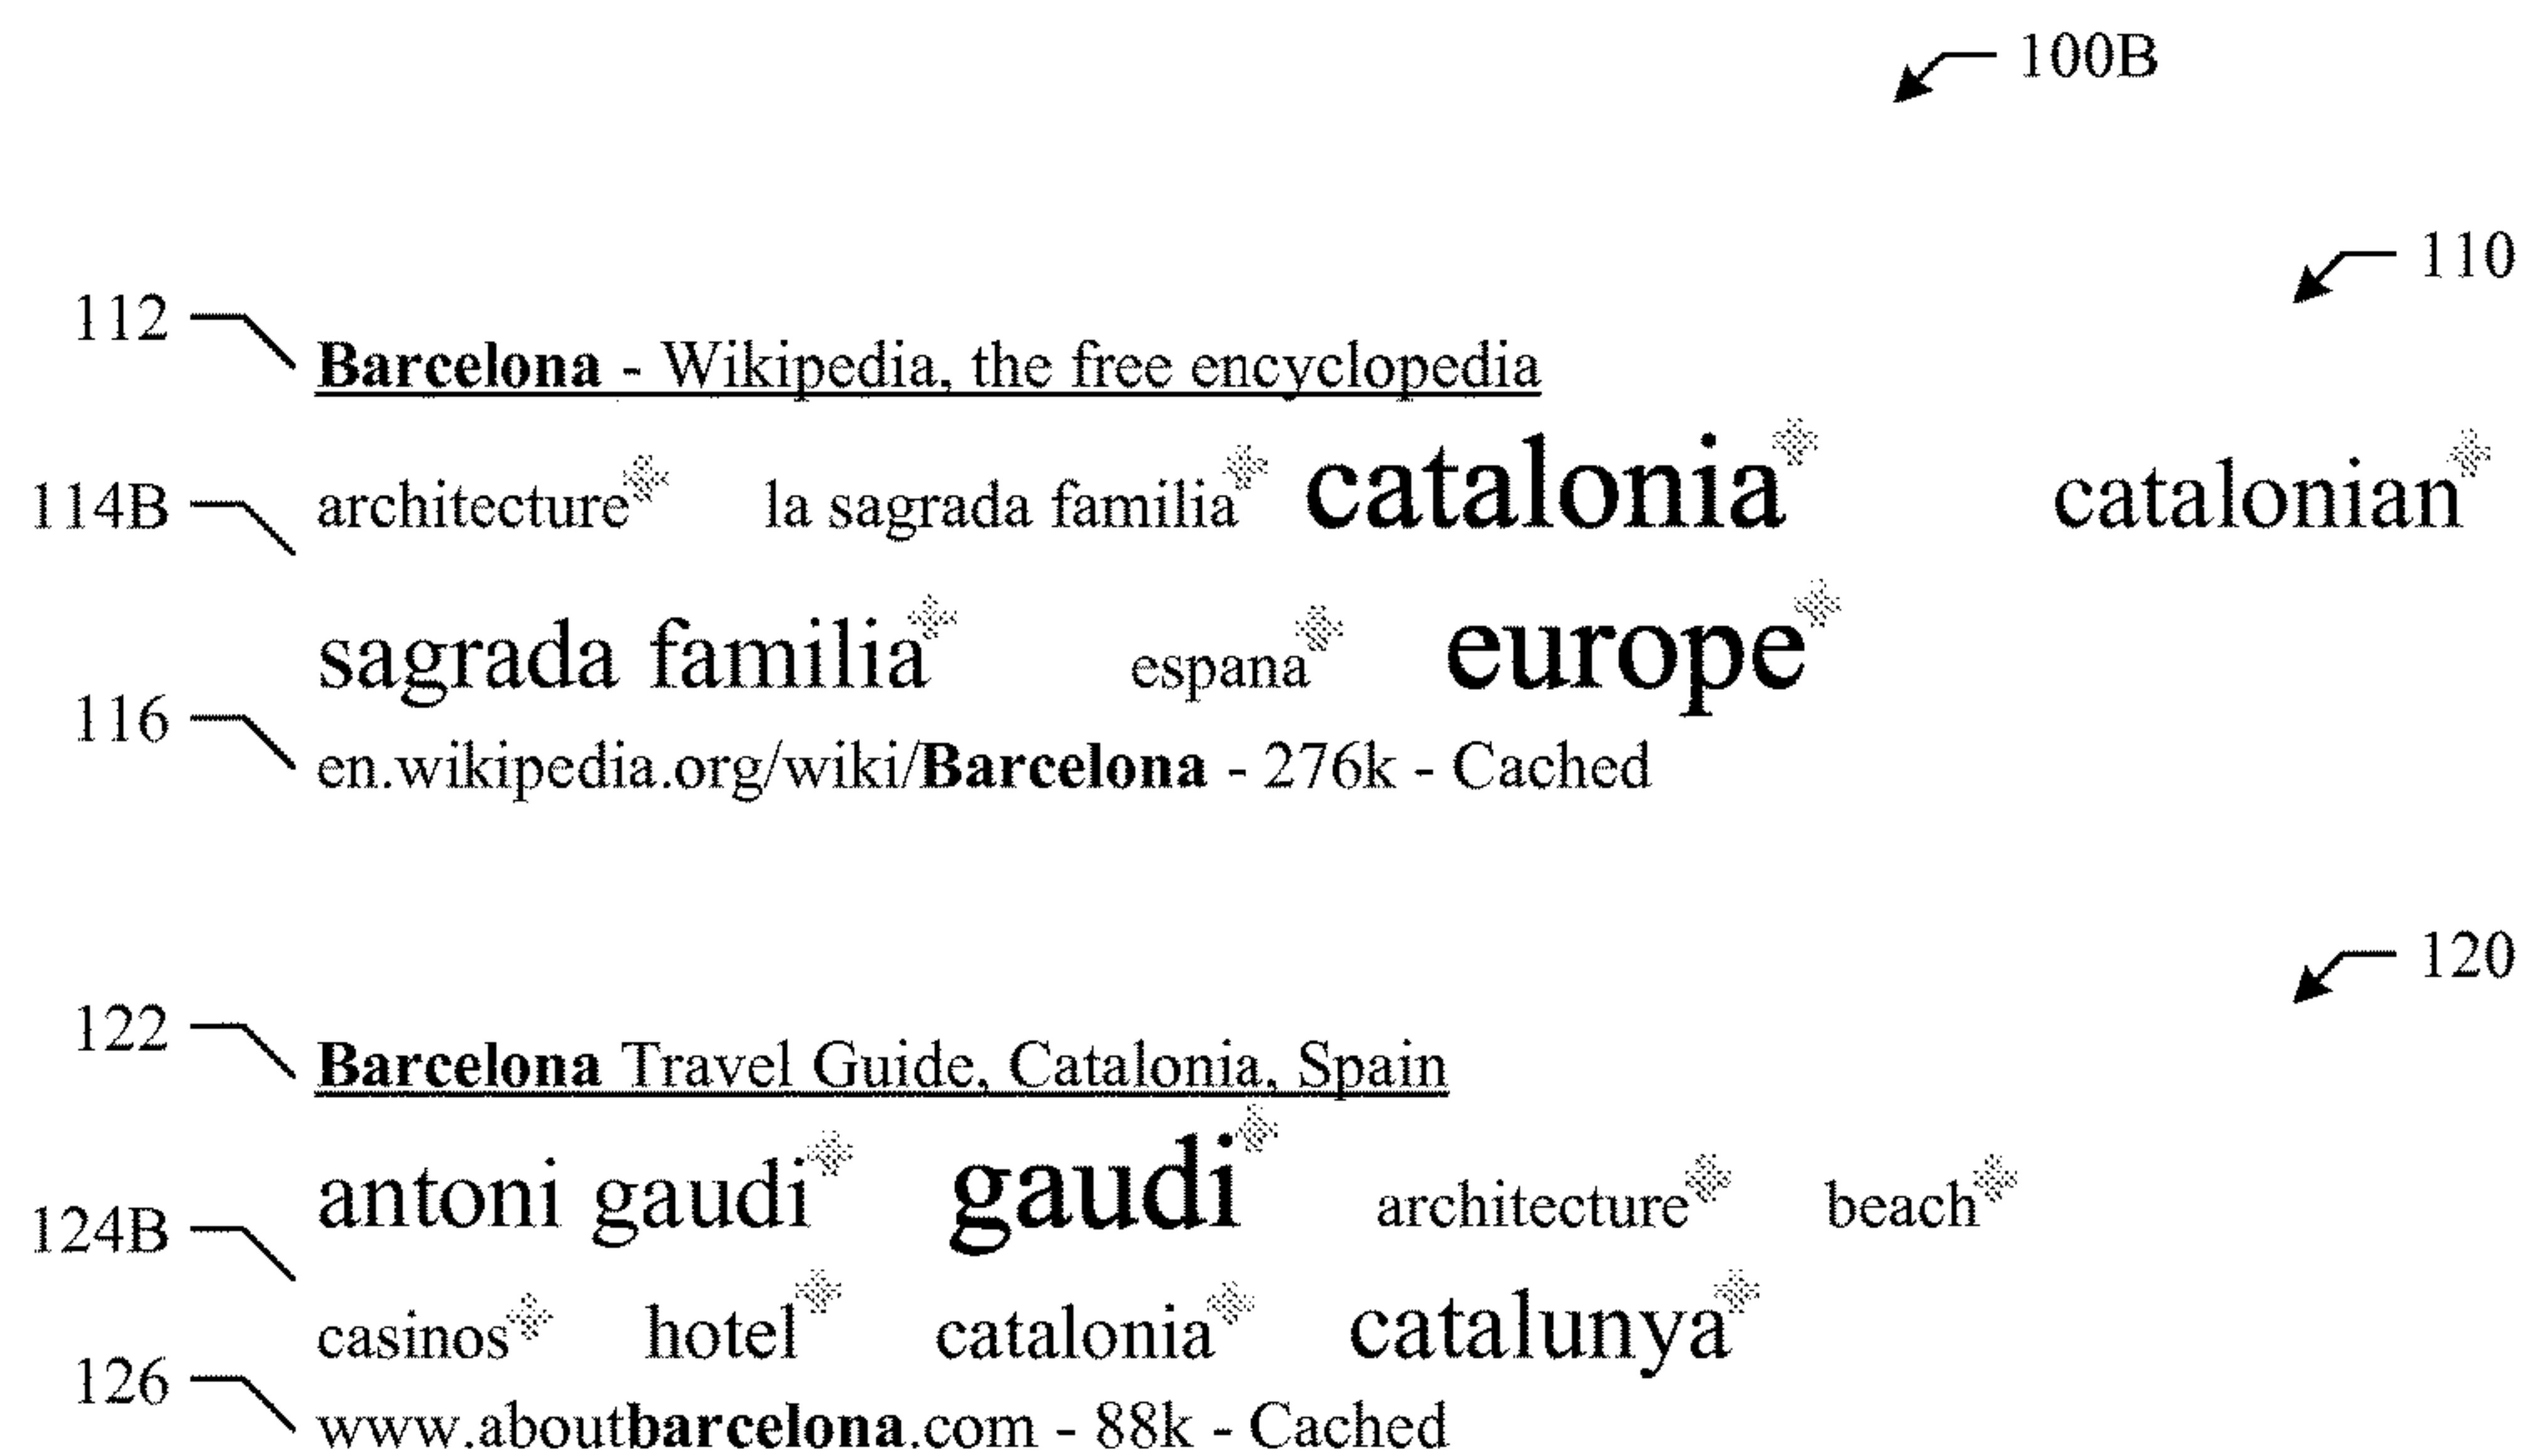 100B
110
112
Barcelona - Wikipedia, the free encyclopedia
114B
architecture la sagrada familia catalonia catalonian
sagrada familia espana europe
116
en.wikipedia.org/wiki/Barcelona - 276k - Cached
120
122
Barcelona Travel Guide, Catalonia, Spain
antoni gaudi gaudi architecture beach
124B
casinos hotel catalonia catalunya
126
www.aboutbarcelona.com - 88k - Cached